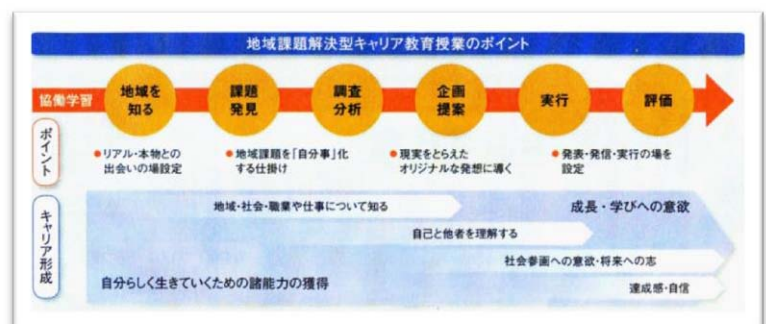 地域課題解決型キャリア教育授業のポイント
協働学習
地域を
知る
課題
発見
調査
分析
企画
提案
実行
評価
ポイント
●リアル・本物との
出会いの場設定
●地域課題を「自分事」化
する仕掛け
●現実をとらえた
オリジナルな発想に導く
●発表・発信・実行の場を
設定
キャリア形成
地域・社会・職業や仕事について知る
成長・学びへの意欲
自己と他者を理解する
社会参画への意欲・将来への志
自分らしく生きていくための諸能力の獲得
達成感・自信